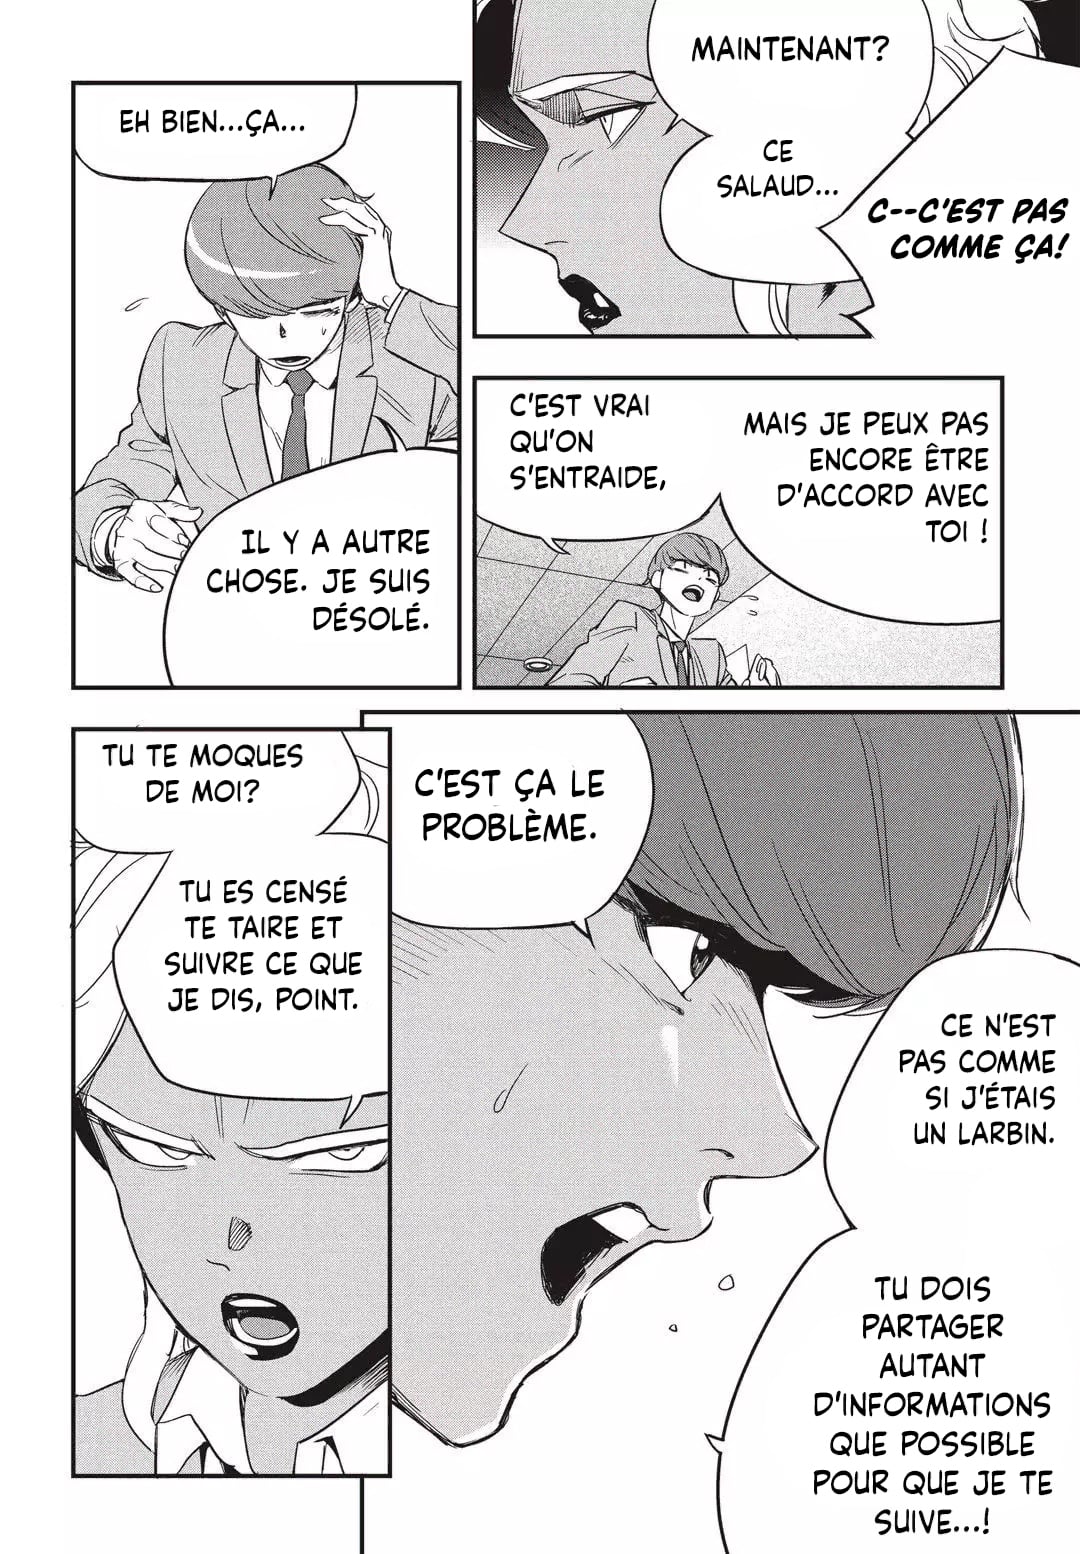 EH BIEN...ÇA...
IL Y A AUTRE
CHOSE. JE SUIS
DÉSOLÉ.
MAINTENANT?
CE
SALAUD...
C--C'EST PAS
COMME ÇA!
C'EST VRAI
QU'ON
S'ENTRAIDE,
MAIS JE PEUX PAS
ENCORE ÊTRE
D'ACCORD AVEC
TOI !
TU TE MOQUES
DE MOI?
TU ES CENSÉ
TE TAIRE ET
SUIVRE CE QUE
JE DIS, POINT.
C'EST ÇA LE
PROBLÈME.
CE N'EST
PAS COMME
SI J'ÉTAIS
UN LARBIN.
TU DOIS
PARTAGER
AUTANT
D'INFORMATIONS
QUE POSSIBLE
POUR QUE JE TE
SUIVE...!